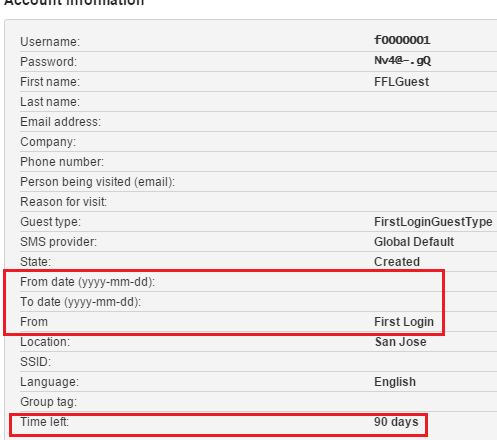 Account Information
Username: f0000001
Password: Nv4@-.gQ
First name: FFLGuest
Last name:
Email address:
Company:
Phone number:
Person being visited (email):
Reason for visit:
Guest type: FirstLoginGuestType
SMS provider: Global Default
State: Created
From date (yyyy-mm-dd):
To date (yyyy-mm-dd):
From First Login
Location: San Jose
SSID:
Language: English
Group tag:
Time left: 90 days